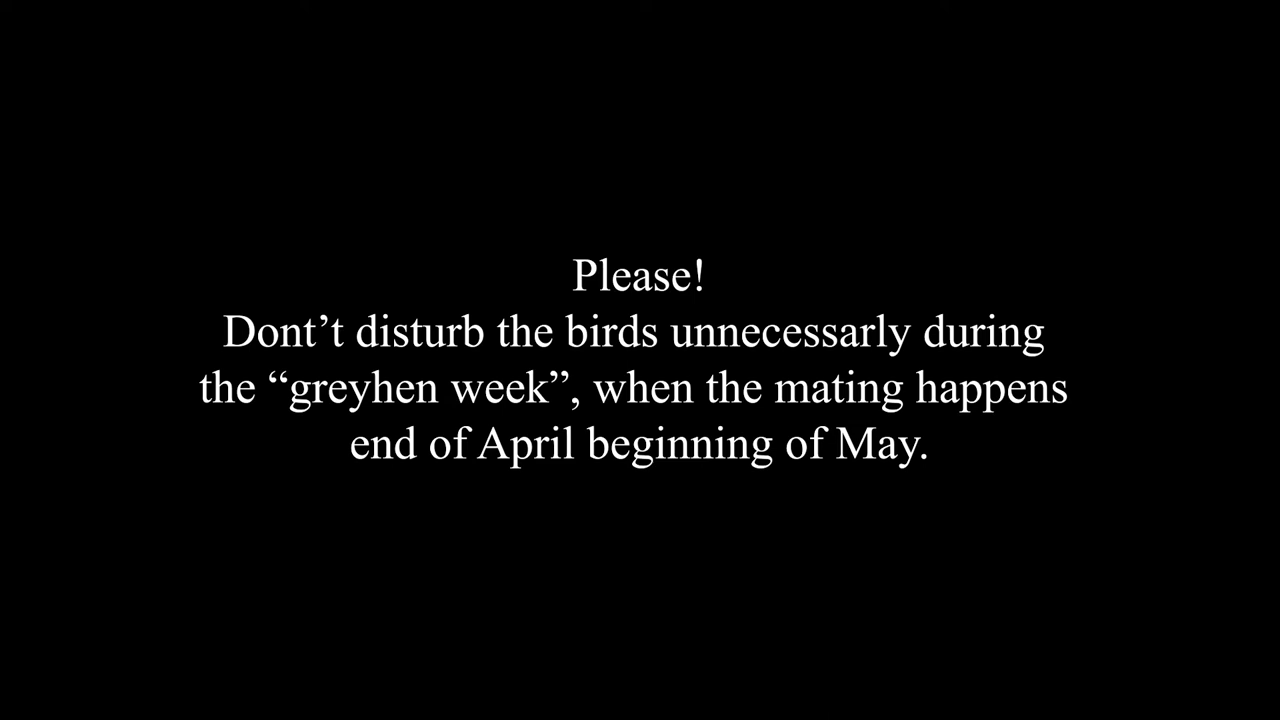 Please!
Dont’t disturb the birds unnecessarly during
the “greyhen week”, when the mating happens
end of April beginning of May.